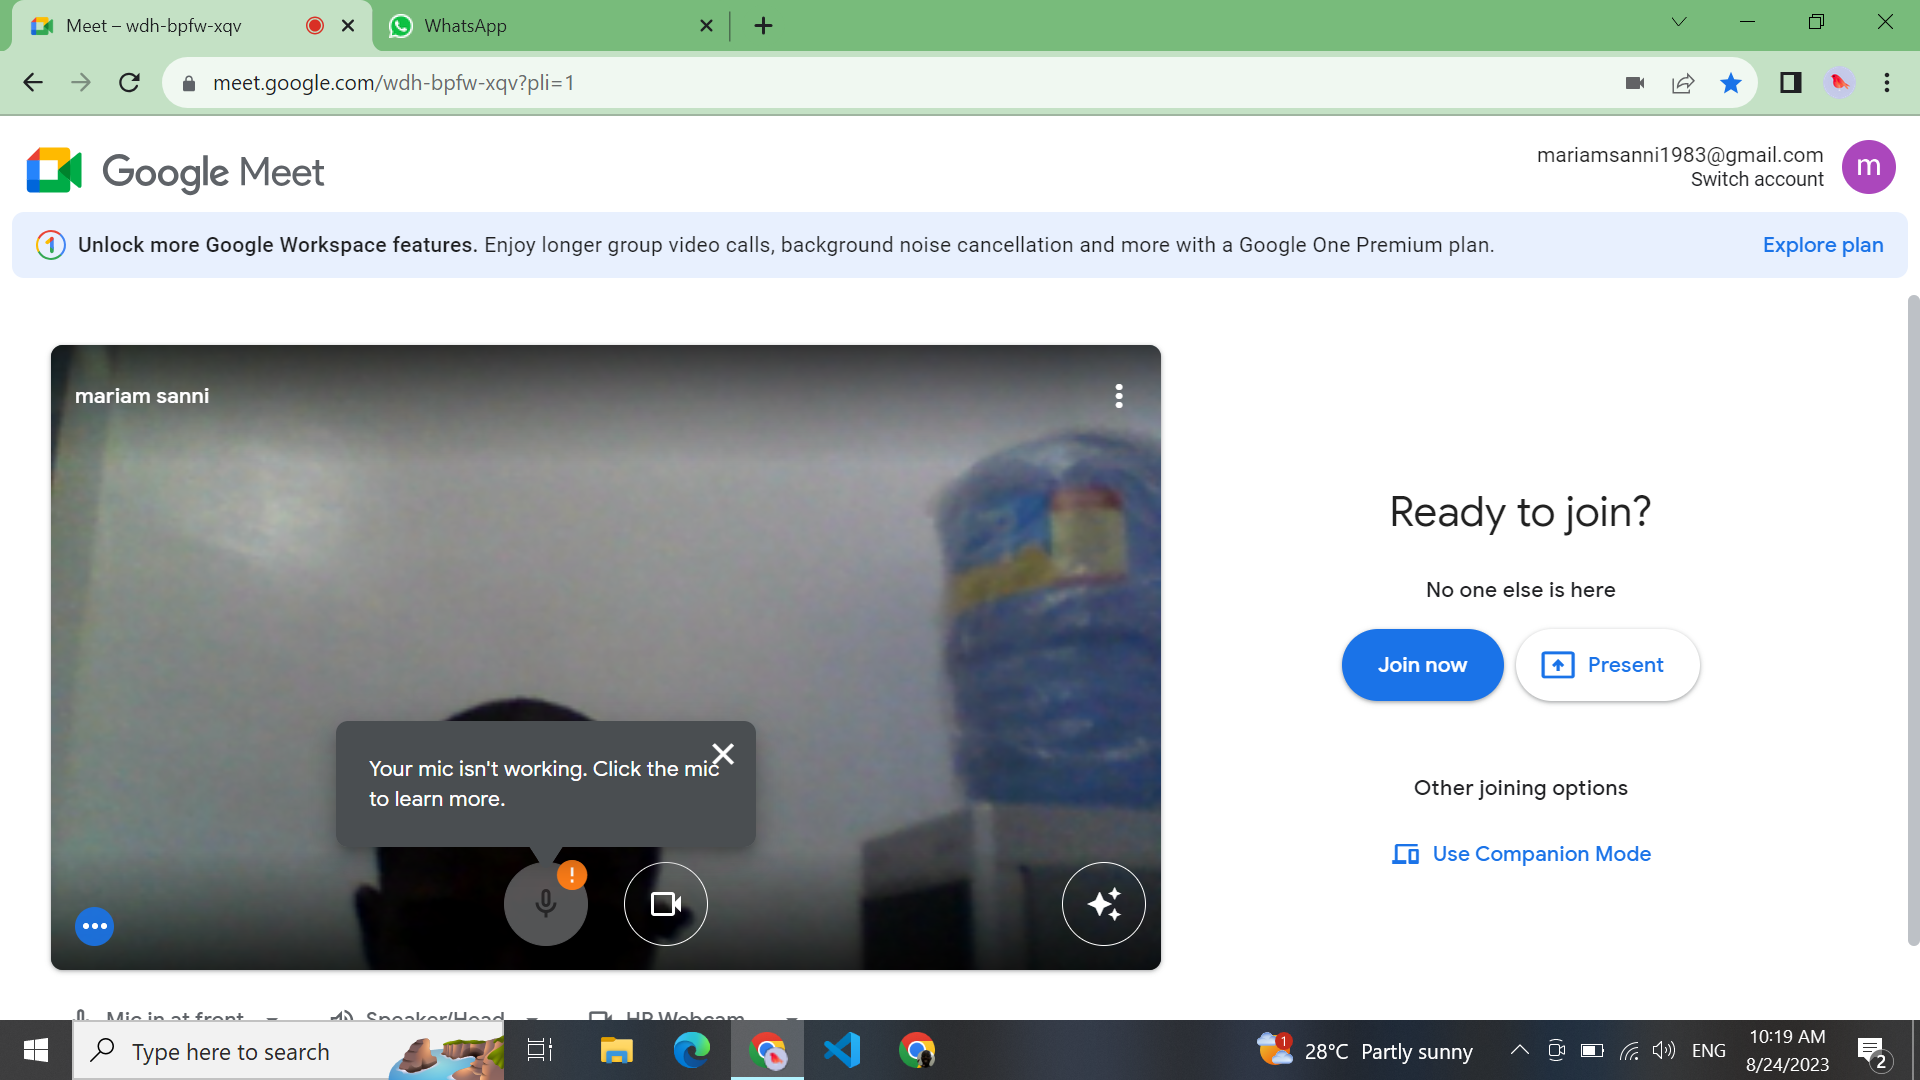 Meet – wdh-bpfw-xqv
WhatsApp
meet.google.com/wdh-bpfw-xqv?pli=1
Google Meet
mariamsanni1983@gmail.com
Switch account
m
Unlock more Google Workspace features. Enjoy longer group video calls, background noise cancellation and more with a Google One Premium plan.
Explore plan
mariam sanni
Ready to join?
No one else is here
Join now
Present
Your mic isn't working. Click the mic
to learn more.
Other joining options
Use Companion Mode
Mic in at front
Speaker/Head
HP Webcam
Type here to search
1
28°C Partly sunny
ENG
10:19 AM
8/24/2023
2